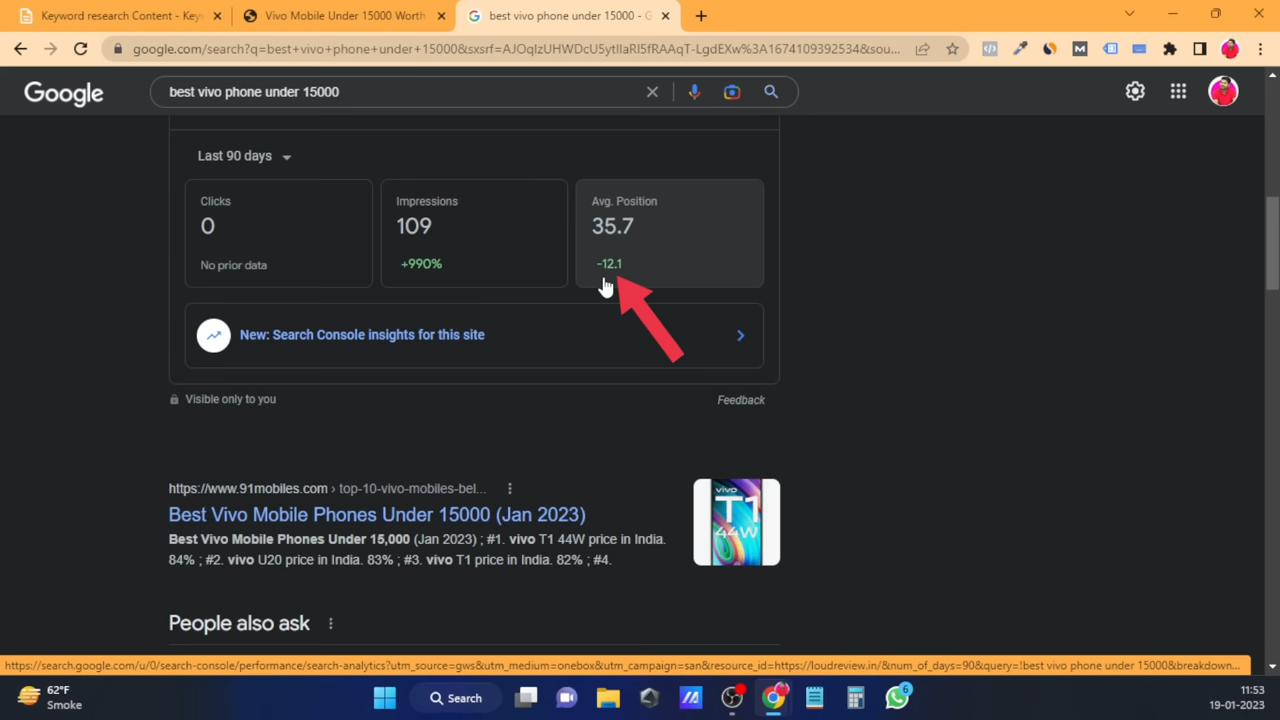 Keyword research Content - Key
Vivo Mobile Under 15000 Worth
best vivo phone under 15000 - G
google.com/search?q=best+vivo+phone+under+15000&sxsrf=AJOqlzUHWDcU5ytllaRl5fRAAqT-LgdEXw%3A1674109392534&sou...
Google
best vivo phone under 15000
Last 90 days
Clicks
0
No prior data
Impressions
109
+990%
Avg. Position
35.7
-12.1
New: Search Console insights for this site
Visible only to you
Feedback
https://www.91mobiles.com › top-10-vivo-mobiles-bel...
Best Vivo Mobile Phones Under 15000 (Jan 2023)
Best Vivo Mobile Phones Under 15,000 (Jan 2023) ; #1. vivo T1 44W price in India.
84% ; #2. vivo U20 price in India. 83% ; #3. vivo T1 price in India. 82% ; #4.
vivo
T1
44W
People also ask
https://search.google.com/u/0/search-console/performance/search-analytics?utm_source=gws&utm_medium=onebox&utm_campaign=san&resource_id=https://loudreview.in/&num_of_days=90&query=!best vivo phone under 15000&breakdown...
62°F
Smoke
Search
6
11:53
19-01-2023